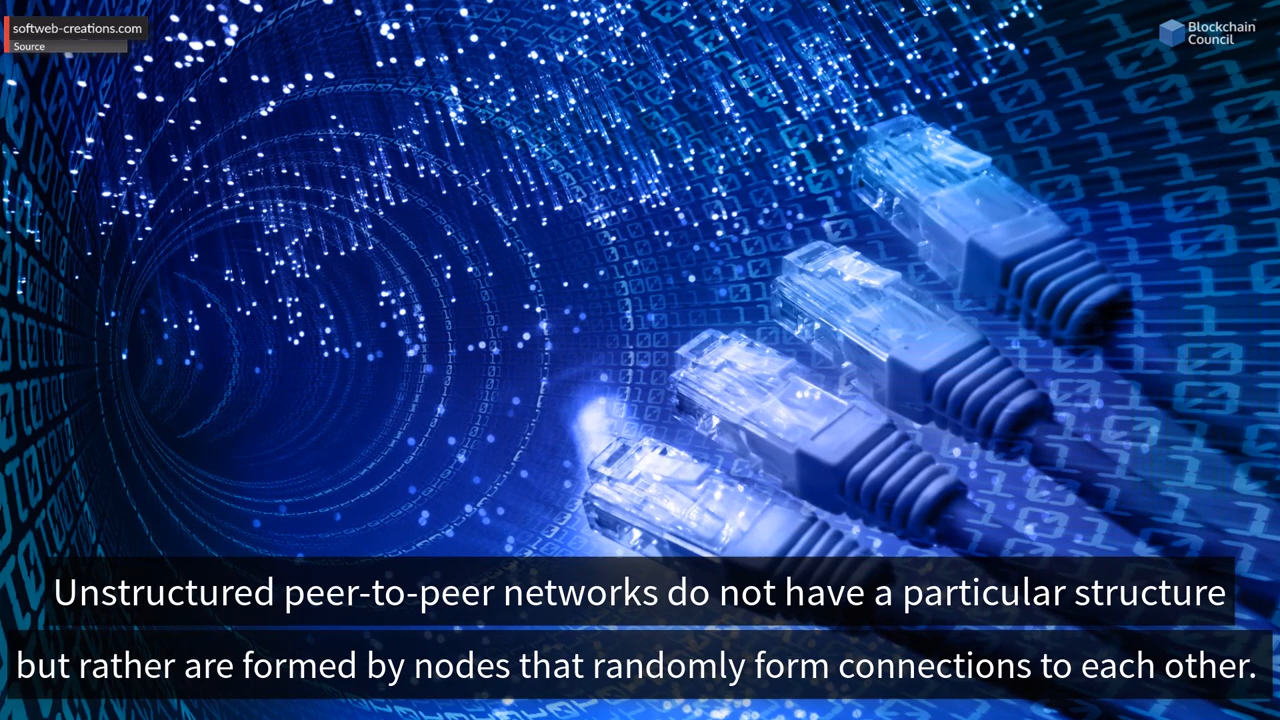 softweb-creations.com
Source
Blockchain
Council
Unstructured peer-to-peer networks do not have a particular structure
but rather are formed by nodes that randomly form connections to each other.